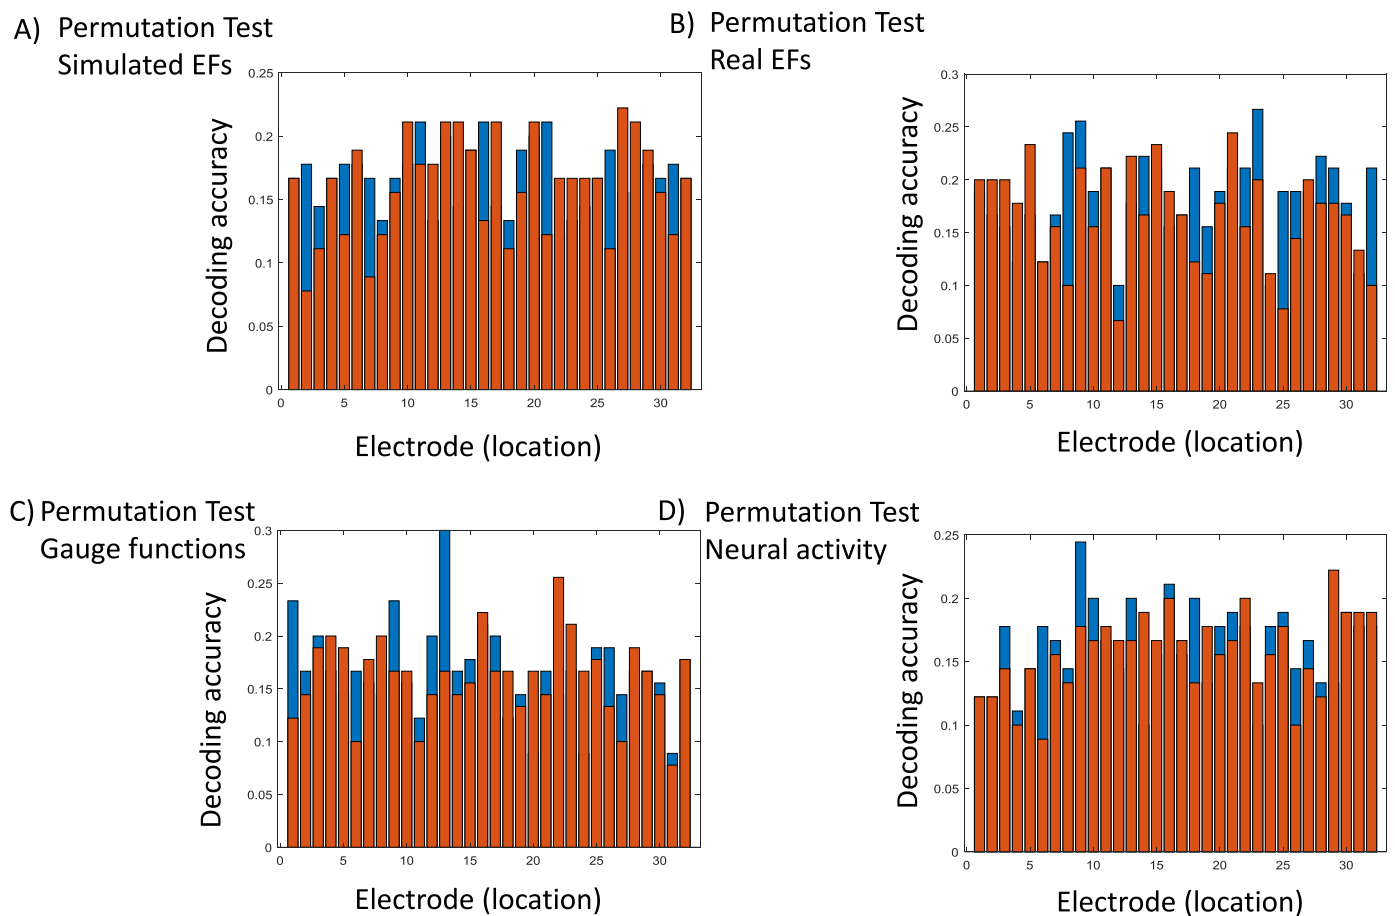 A) Permutation Test
Simulated EFs
0.25
0.2
0.15
0.1
0.05
0
Decoding accuracy
0 5 10 15 20 25 30
Electrode (location)
B) Permutation Test
Real EFs
0.3
0.25
0.2
0.15
0.1
0.05
0
Decoding accuracy
0 5 10 15 20 25 30
Electrode (location)
C) Permutation Test
Gauge functions
0.3
0.25
0.2
0.15
0.1
0.05
0
Decoding accuracy
0 5 10 15 20 25 30
Electrode (location)
D) Permutation Test
Neural activity
0.25
0.2
0.15
0.1
0.05
0
Decoding accuracy
0 5 10 15 20 25 30
Electrode (location)